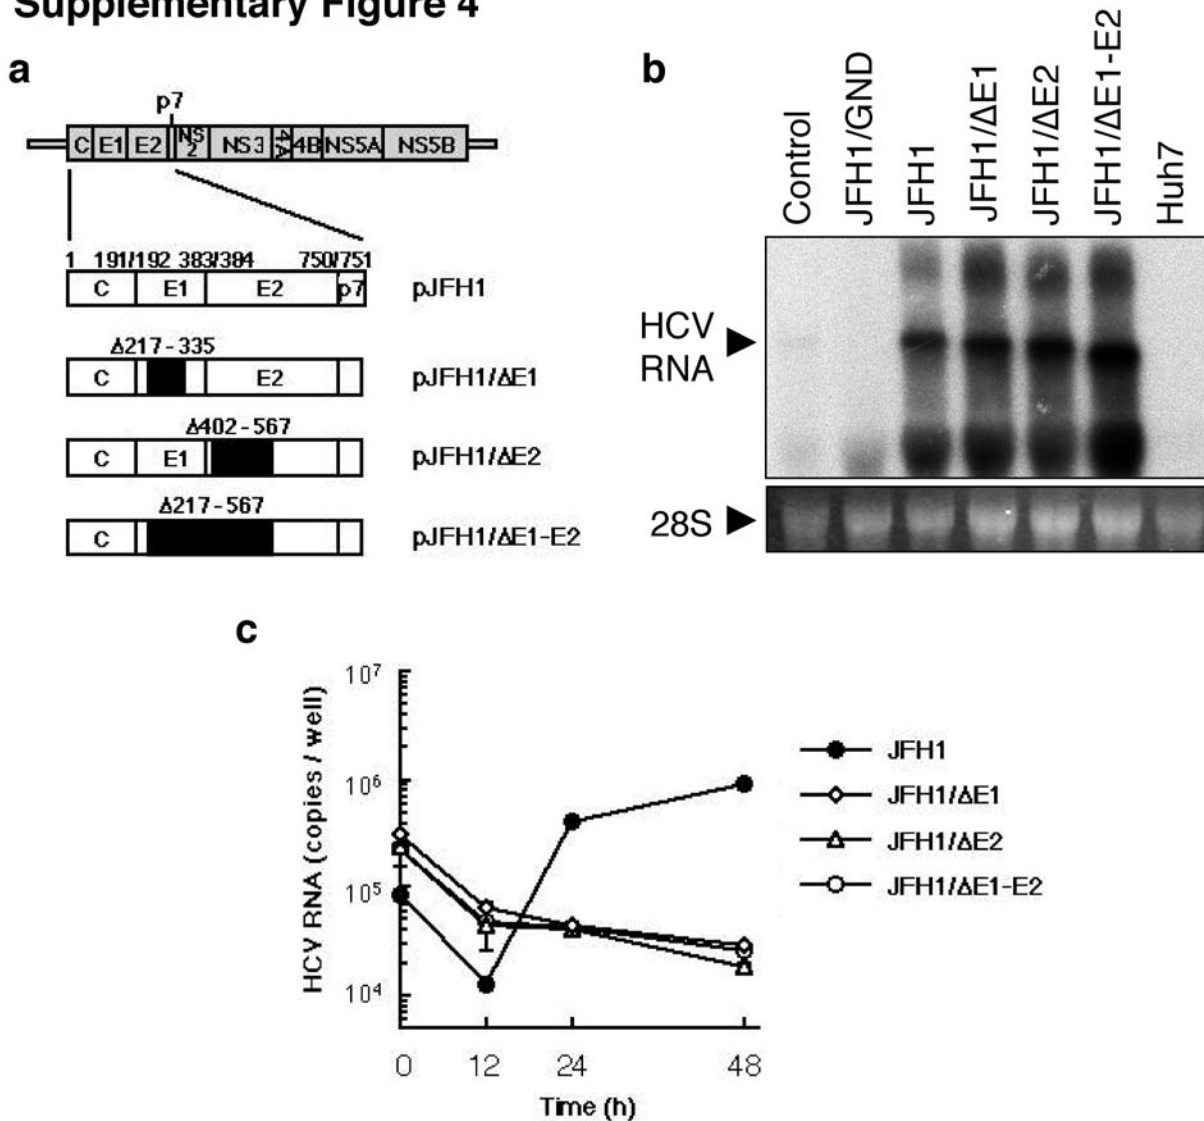 Supplementary Figure 4
a
p7
C E1 E2 NS2 NS3 4A 4B NS5A NS5B
1 191/192 383/384 750/751
C E1 E2 p7 pJFH1
Δ217-335
C E2 pJFH1/ΔE1
Δ402-567
C E1 pJFH1/ΔE2
Δ217-567
C pJFH1/ΔE1-E2
b
Control
JFH1/GND
JFH1
JFH1/ΔE1
JFH1/ΔE2
JFH1/ΔE1-E2
Huh7
HCV
RNA
28S
c
HCV RNA (copies / well)
10⁷
10⁶
10⁵
10⁴
0 12 24 48
Time (h)
JFH1
JFH1/ΔE1
JFH1/ΔE2
JFH1/ΔE1-E2